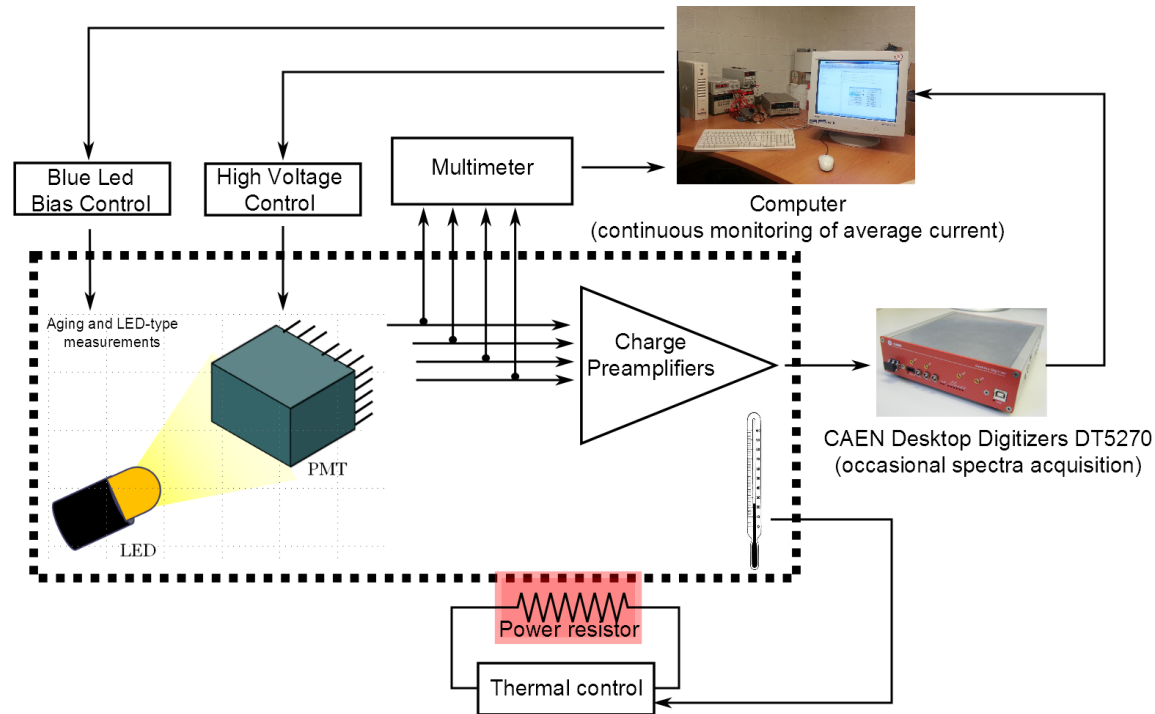 Blue Led
Bias Control
High Voltage
Control
Multimeter
Computer
(continuous monitoring of average current)
Aging and LED-type
measurements
PMT
LED
Charge
Preamplifiers
CAEN Desktop Digitizers DT5270
(occasional spectra acquisition)
Power resistor
Thermal control